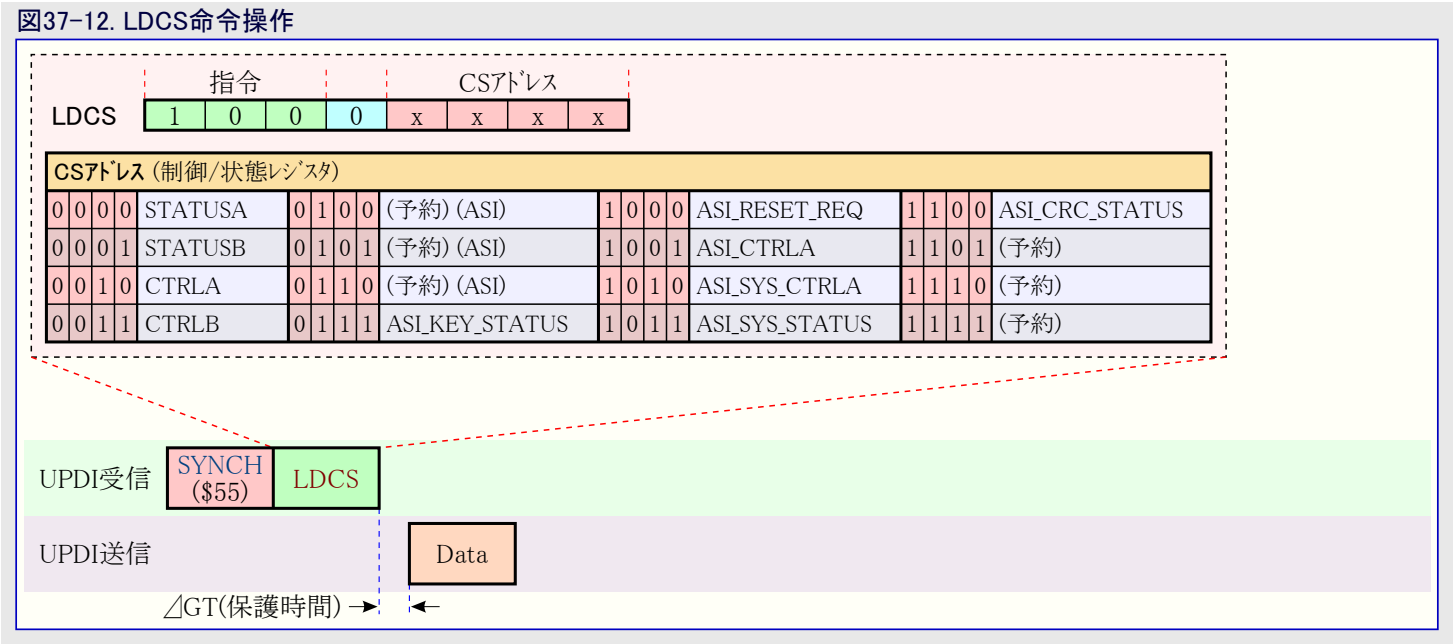 図37-12. LDCS命令操作
指令 CSアドレス
LDCS 1 0 0 0 x x x x
CSアドレス (制御/状態レジスタ)
0 0 0 0 STATUSA 0 1 0 0 (予約) (ASI) 1 0 0 0 ASI_RESET_REQ 1 1 0 0 ASI_CRC_STATUS
0 0 0 1 STATUSB 0 1 0 1 (予約) (ASI) 1 0 0 1 ASI_CTRLA 1 1 0 1 (予約)
0 0 1 0 CTRLA 0 1 1 0 (予約) (ASI) 1 0 1 0 ASI_SYS_CTRLA 1 1 1 0 (予約)
0 0 1 1 CTRLB 0 1 1 1 ASI_KEY_STATUS 1 0 1 1 ASI_SYS_STATUS 1 1 1 1 (予約)
UPDI受信 SYNCH LDCS
($55)
UPDI送信 Data
⊿GT(保護時間)